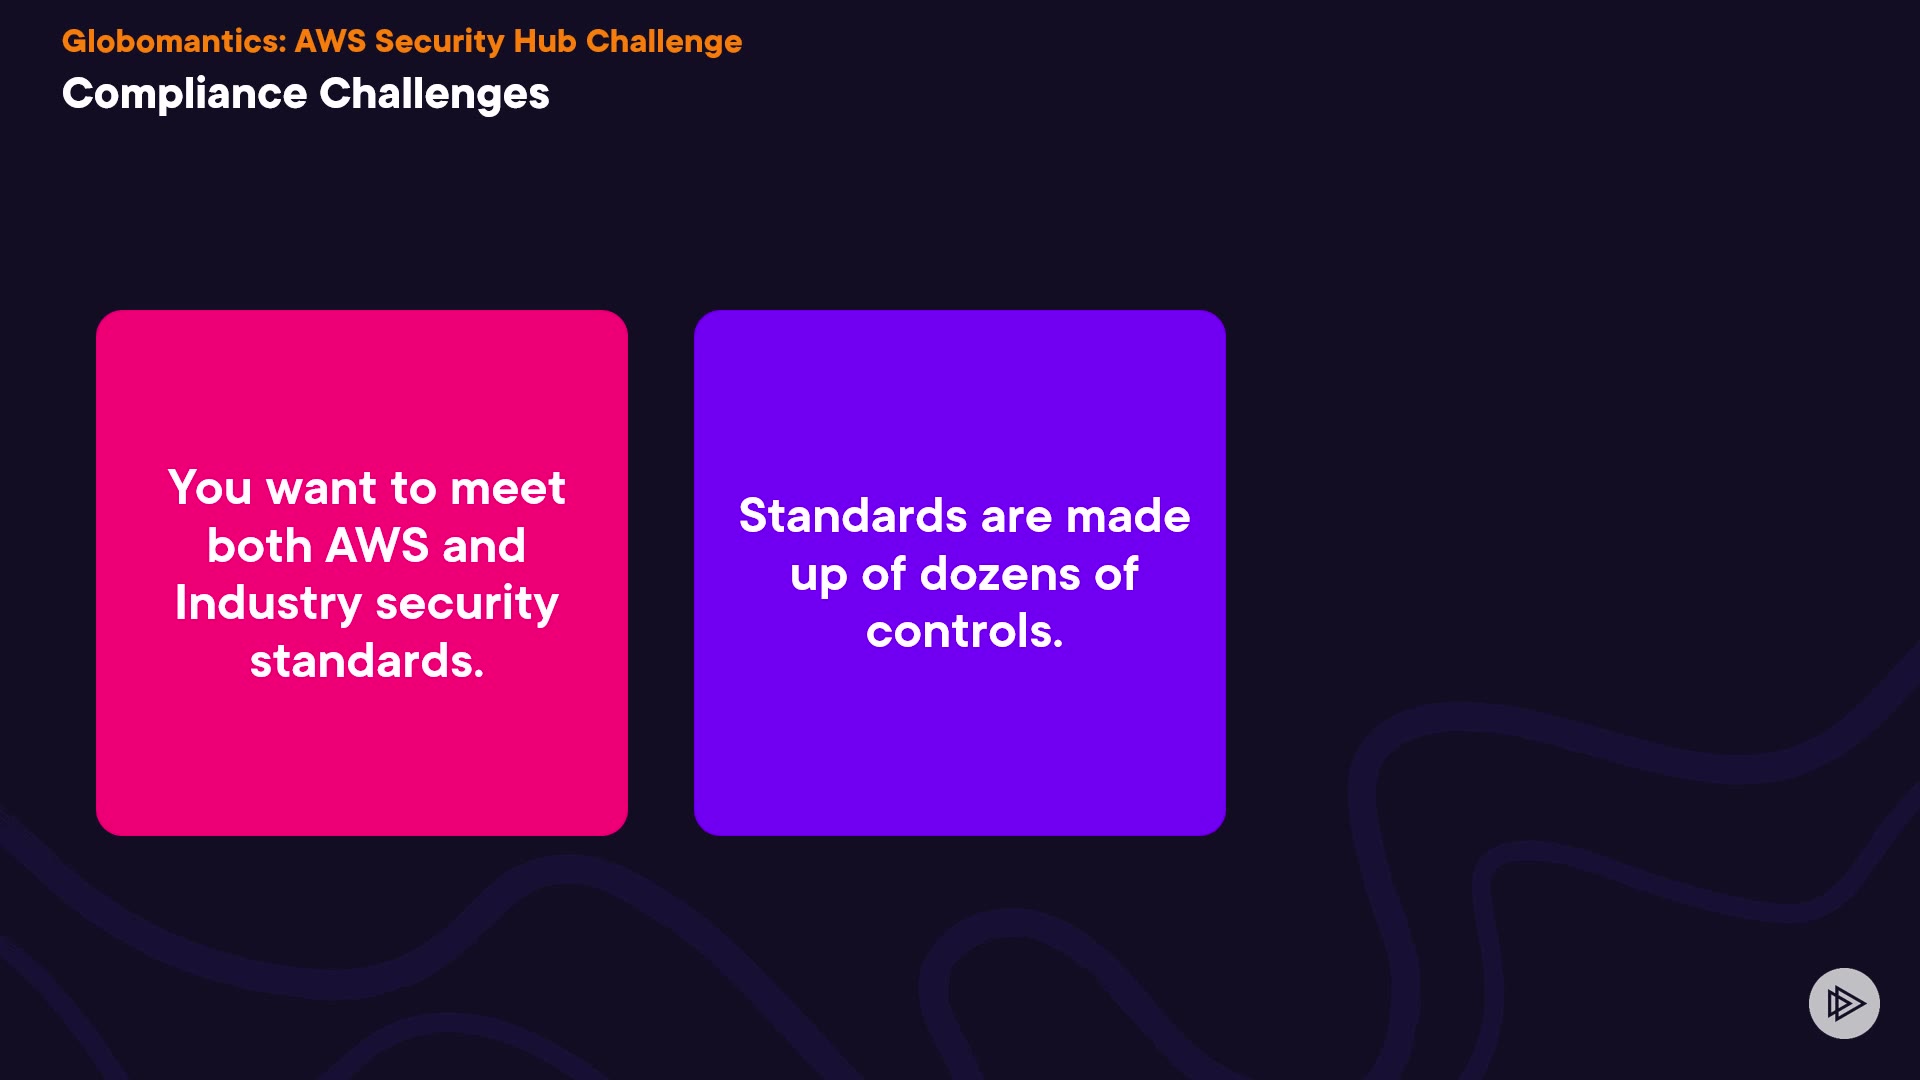 Globomantics: AWS Security Hub Challenge
Compliance Challenges
You want to meet
both AWS and
Industry security
standards.
Standards are made
up of dozens of
controls.